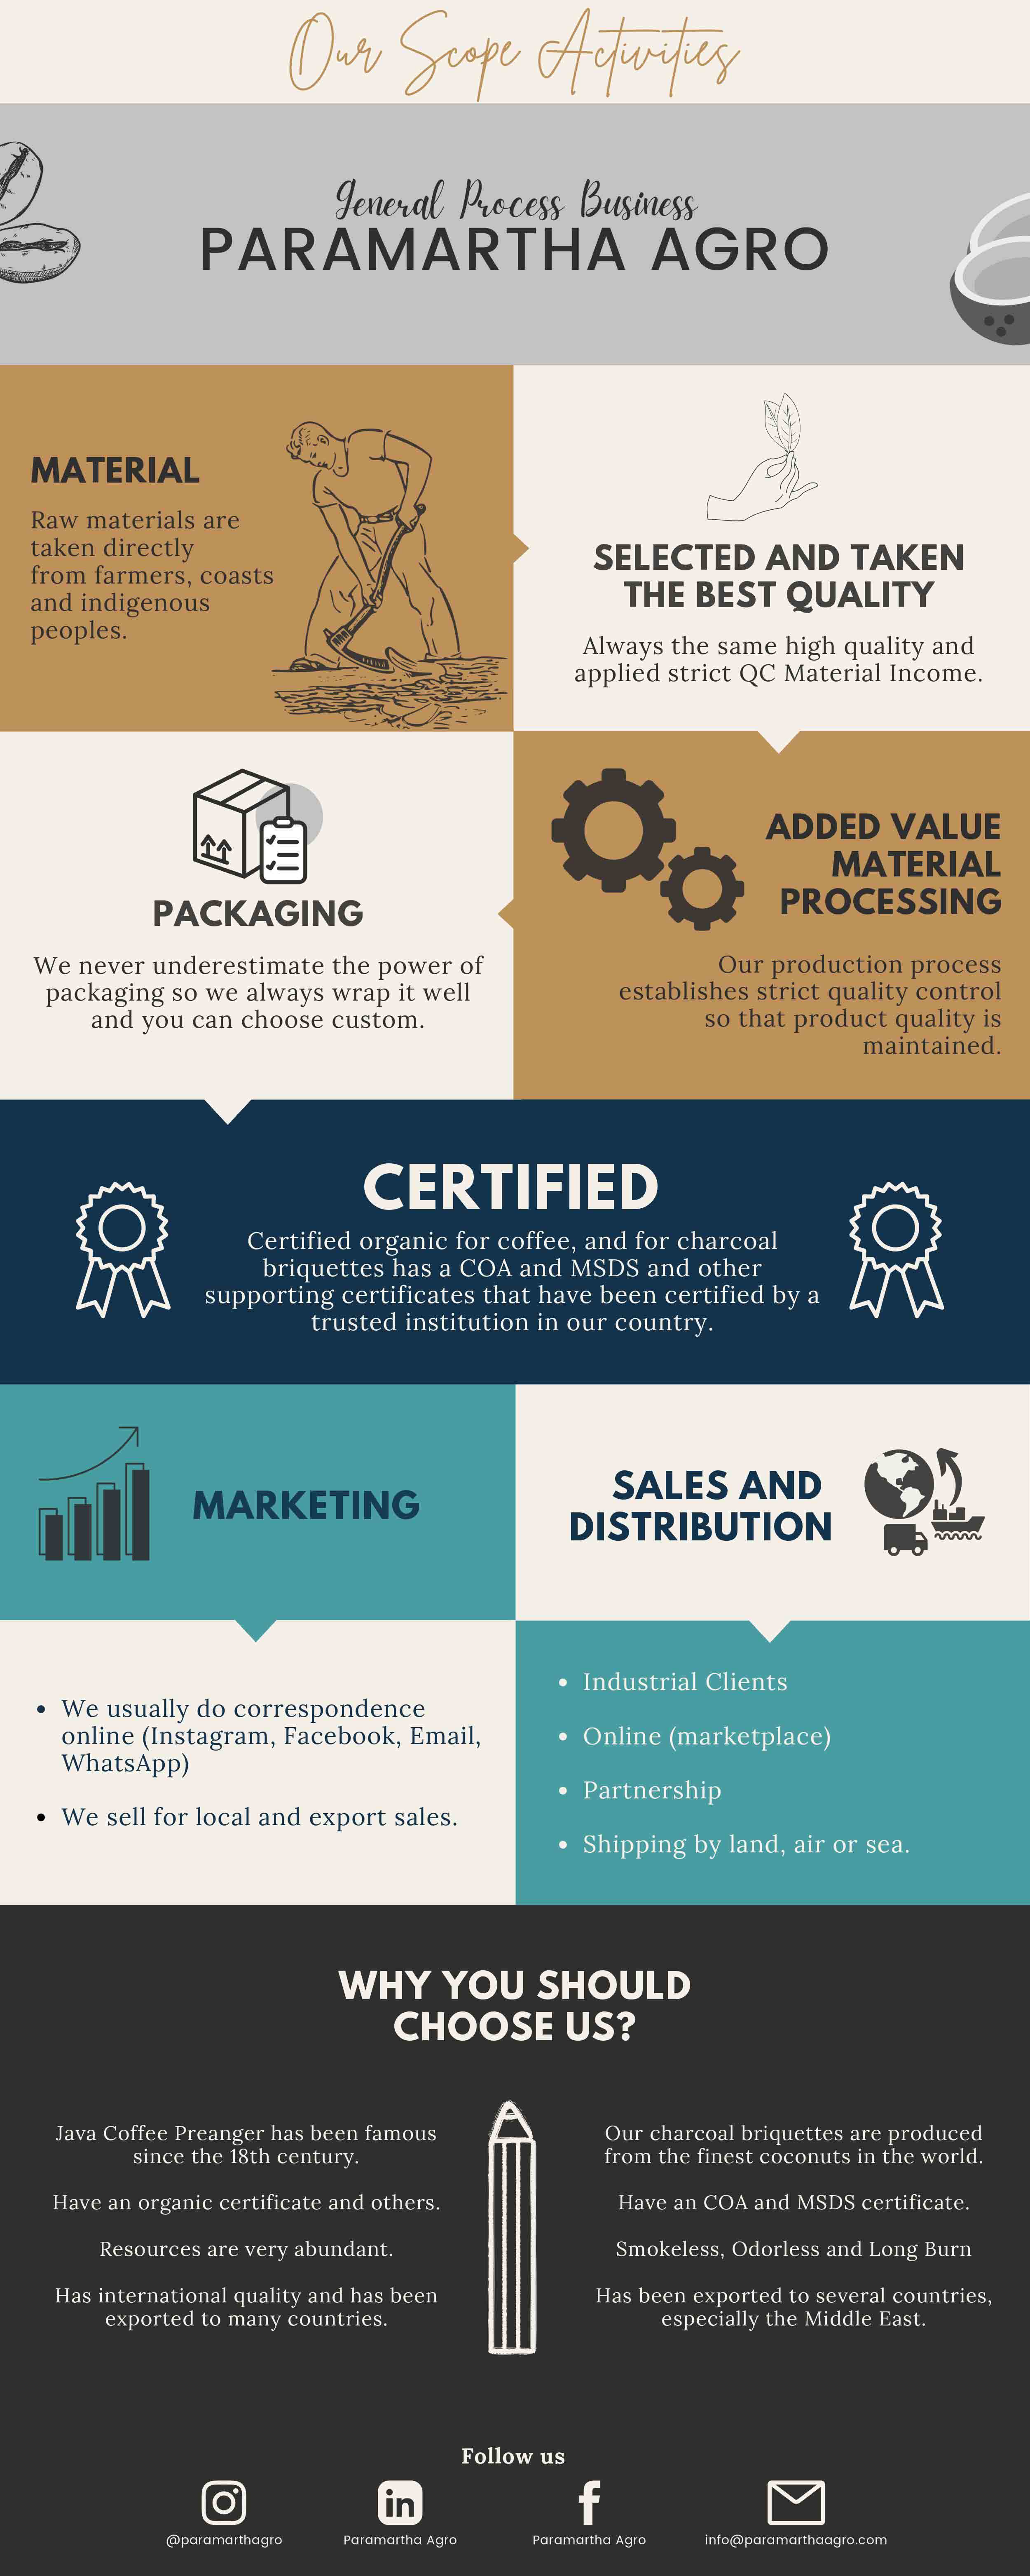 Our Scope Activities
General Process Business
PARAMARTHA AGRO
MATERIAL
Raw materials are
taken directly
from farmers, coasts
and indigenous
peoples.
SELECTED AND TAKEN
THE BEST QUALITY
Always the same high quality and
applied strict QC Material Income.
PACKAGING
We never underestimate the power of
packaging so we always wrap it well
and you can choose custom.
ADDED VALUE
MATERIAL
PROCESSING
Our production process
establishes strict quality control
so that product quality is
maintained.
CERTIFIED
Certified organic for coffee, and for charcoal
briquettes has a COA and MSDS and other
supporting certificates that have been certified by a
trusted institution in our country.
MARKETING
SALES AND
DISTRIBUTION
• We usually do correspondence
online (Instagram, Facebook, Email,
WhatsApp)
• We sell for local and export sales.
• Industrial Clients
• Online (marketplace)
• Partnership
• Shipping by land, air or sea.
WHY YOU SHOULD
CHOOSE US?
Java Coffee Preanger has been famous
since the 18th century.
Have an organic certificate and others.
Resources are very abundant.
Has international quality and has been
exported to many countries.
Our charcoal briquettes are produced
from the finest coconuts in the world.
Have an COA and MSDS certificate.
Smokeless, Odorless and Long Burn
Has been exported to several countries,
especially the Middle East.
Follow us
@paramarthagro
Paramartha Agro
Paramartha Agro
info@paramarthaagro.com